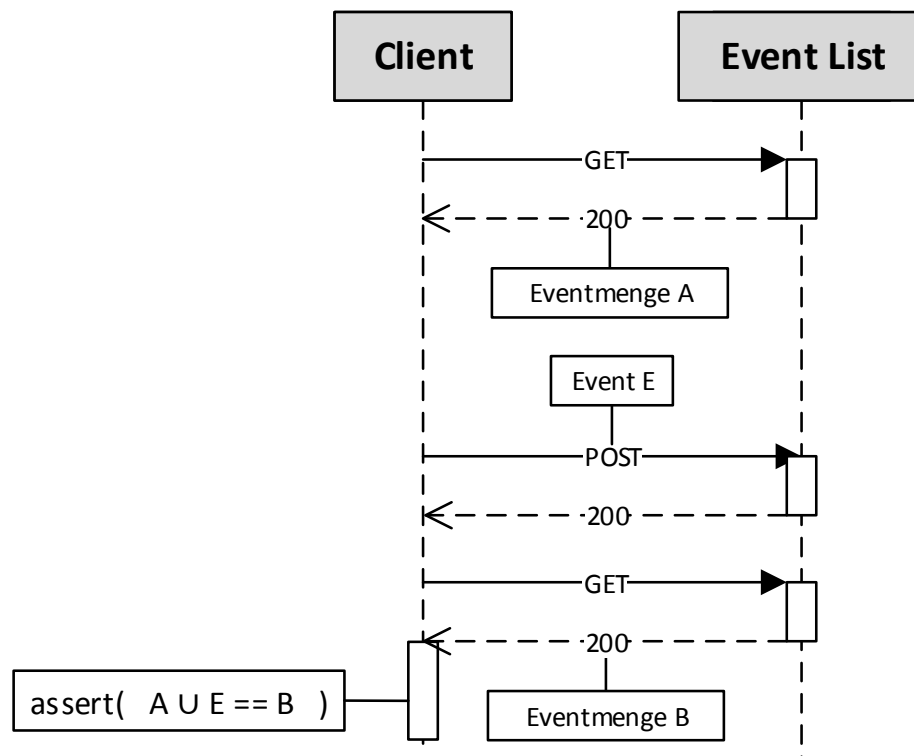 Client
Event List
GET
200
Eventmenge A
Event E
POST
200
GET
200
assert( A ∪ E == B )
Eventmenge B